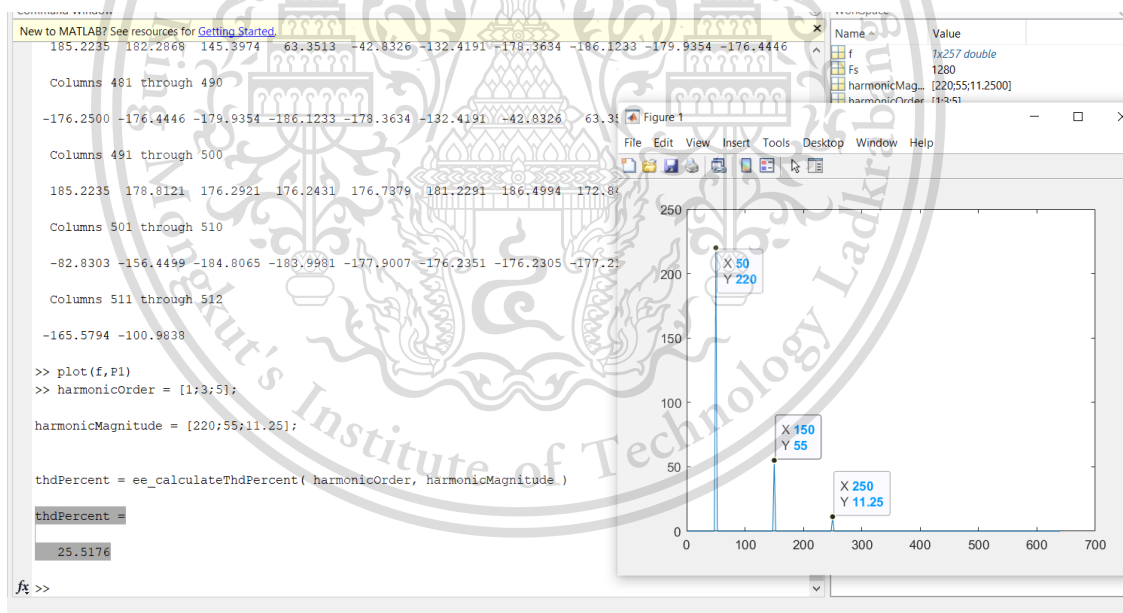 New to MATLAB? See resources for Getting Started.
185.2235 182.2868 145.3974 63.3513 -42.8326 -132.4191 -178.3634 -186.1233 -179.9354 -176.4446
Columns 481 through 490
-176.2500 -176.4446 -179.9354 -186.1233 -178.3634 -132.4191 -42.8326
Columns 491 through 500
185.2235 178.8121 176.2921 176.2431 176.7379 181.2291 186.4994
Columns 501 through 510
-82.8303 -156.4499 -184.8065 -183.9981 -177.9007 -176.2351 -176.2305
Columns 511 through 512
-165.5794 -100.9838
>> plot(f,P1)
>> harmonicOrder = [1;3;5];
harmonicMagnitude = [220;55;11.25];
thdPercent = ee_calculateThdPercent( harmonicOrder, harmonicMagnitude )
thdPercent =
25.5176
fx >>
Name Value
f 1x257 double
Fs 1280
harmonicMag... [220;55;11.2500]
harmonicOrder [1;3;5]
Figure 1
File Edit View Insert Tools Desktop Window Help
250
200
150
100
50
0
X 50
Y 220
X 150
Y 55
X 250
Y 11.25
0 100 200 300 400 500 600 700
King Mongkut's Institute of Technology Ladkrabang